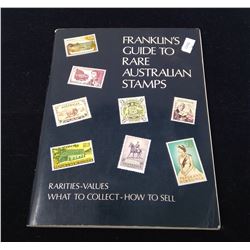 FRANKLIN'S
GUIDE TO
RARE
AUSTRALIAN
STAMPS
RARITIES-VALUES
WHAT TO COLLECT-HOW TO SELL